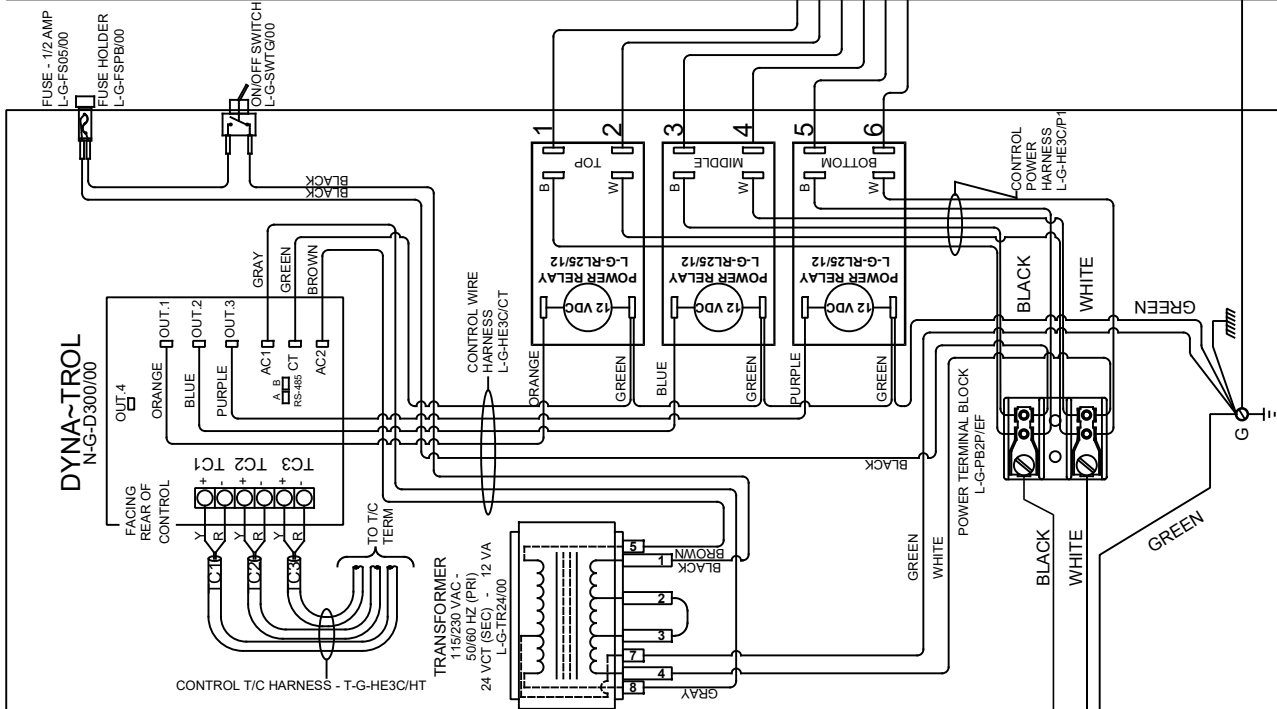 FUSE - 1/2 AMP
L-G-FS05/00
FUSE HOLDER
L-G-FSPB/00
ON/OFF SWITCH
L-G-SWTG/00
BLACK
BLACK
DYNA~TROL
N-G-D300/00
OUT.4
OUT.1
OUT.2
OUT.3
AC1
CT
AC2
A B
RS-485
GRAY
GREEN
BROWN
ORANGE
BLUE
PURPLE
TC1
TC2
TC3
+
-
+
-
+
-
FACING
REAR OF
CONTROL
Y
R
Y
R
Y
R
TC1
TC2
TC3
TO T/C
TERM
CONTROL T/C HARNESS - T-G-HE3C/HT
CONTROL WIRE
HARNESS
L-G-HE3C/CT
1
2
3
4
5
6
TOP
B
W
MIDDLE
B
W
BOTTOM
B
W
POWER RELAY
L-G-RL25/12
12 VDC
POWER RELAY
L-G-RL25/12
12 VDC
POWER RELAY
L-G-RL25/12
12 VDC
ORANGE
GREEN
BLUE
GREEN
PURPLE
GREEN
CONTROL
POWER
HARNESS
L-G-HE3C/P1
BLACK
WHITE
GREEN
BLACK
POWER TERMINAL BLOCK
L-G-PB2P/EF
G
TRANSFORMER
115/230 VAC -
50/60 HZ (PRI)
24 VCT (SEC) - 12 VA
L-G-TR24/00
5
1
2
3
7
4
8
BROWN
BLACK
GRAY
GREEN
WHITE
BLACK
WHITE
GREEN